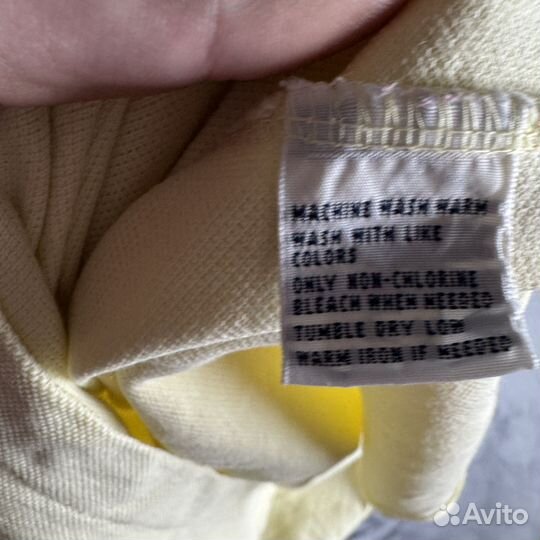 MACHINE WASH WARM
WASH WITH LIKE
COLORS
ONLY NON-CHLORINE
BLEACH WHEN NEEDED
TUMBLE DRY LOW
WARM IRON IF NEEDED
Avito